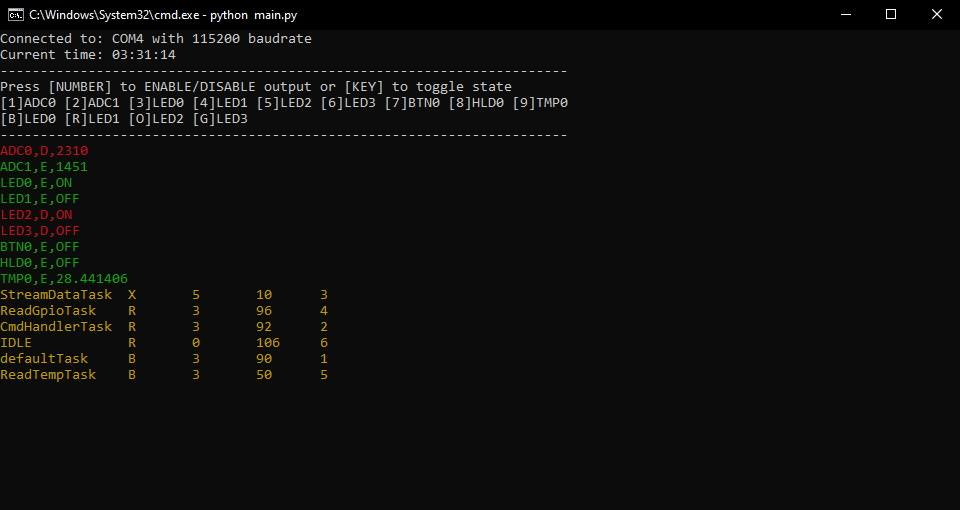 C:\Windows\System32\cmd.exe - python  main.py
Connected to: COM4 with 115200 baudrate
Current time: 03:31:14
-----------------------------------------------------------------------
Press [NUMBER] to ENABLE/DISABLE output or [KEY] to toggle state
[1]ADC0 [2]ADC1 [3]LED0 [4]LED1 [5]LED2 [6]LED3 [7]BTN0 [8]HLD0 [9]TMP0
[B]LED0 [R]LED1 [O]LED2 [G]LED3
-----------------------------------------------------------------------
ADC0,D,2310
ADC1,E,1451
LED0,E,ON
LED1,E,OFF
LED2,D,ON
LED3,D,OFF
BTN0,E,OFF
HLD0,E,OFF
TMP0,E,28.441406
StreamDataTask  X       5       10      3
ReadGpioTask    R       3       96      4
CmdHandlerTask  R       3       92      2
IDLE            R       0       106     6
defaultTask     B       3       90      1
ReadTempTask    B       3       50      5